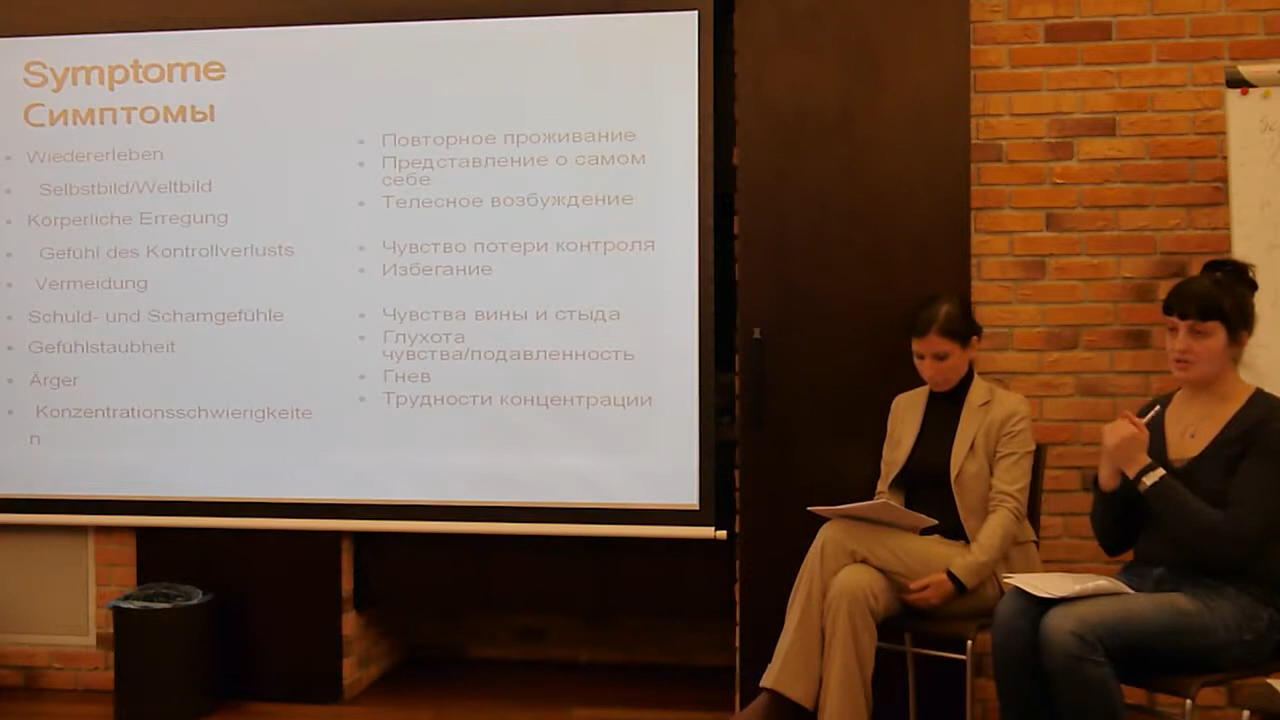 Symptome
Симптомы
Wiedererleben
Selbstbild/Weltbild
Körperliche Erregung
Gefühl des Kontrollverlusts
Vermeidung
Schuld- und Schamgefühle
Gefühlstaubheit
Ärger
Konzentrationsschwierigkeite
n
Повторное проживание
Представление о самом
себе
Телесное возбуждение
Чувство потери контроля
Избегание
Чувства вины и стыда
Глухота
чувства/подавленность
Гнев
Трудности концентрации